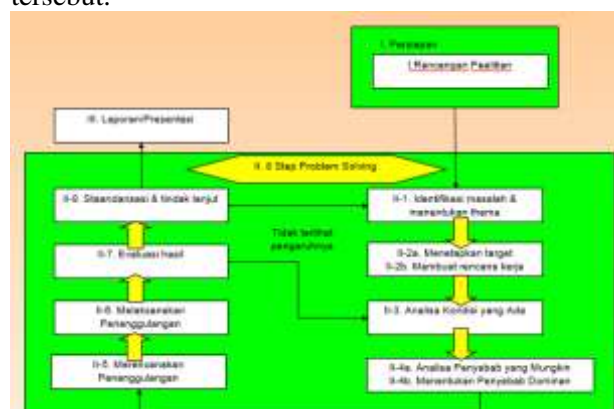 tersebut.
I. Persiapan
I.Rancangan Pealitian
III. Laporan/Presentasi
II. 8 Step Problem Solving
II-8. Staandarisasi & tindak lanjut
II-1. Identifikasi masalah &
menentukan thema
Tidak terlihat
pengaruhnya
II-7. Evaluasi hasil
II-2a. Menetapkan target
II-2b. Membuat rencana kerja
II-6. Melaksanakan
Penanggulangan
II-3. Analisa Kondisi yang Ada
II-5. Merencanakan
Penanggulangan
II-4a. Analisa Penyabab yang Mungkin
II-4b. Menentukan Penyebab Dominan